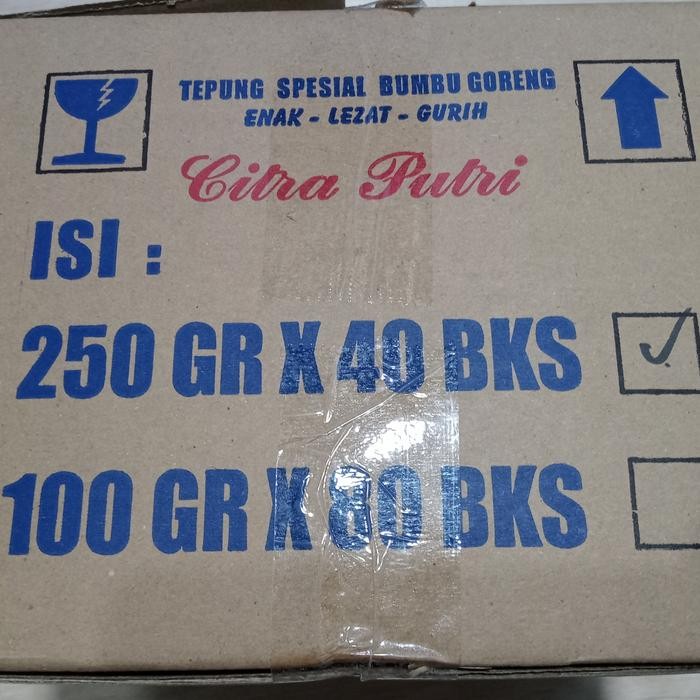 TEPUNG SPESIAL BUMBU GORENG
ENAK - LEZAT - GURIH
Citra Putri
ISI :
250 GR X 40 BKS
100 GR X 80 BKS